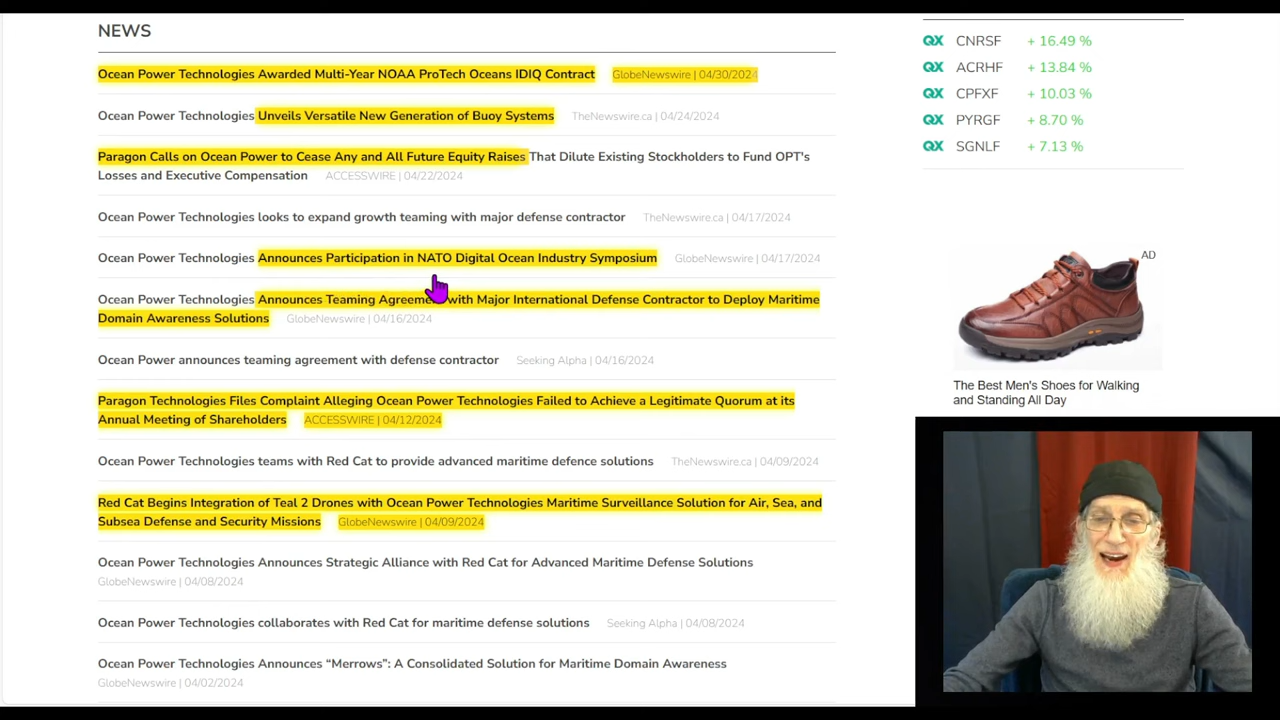 NEWS
Ocean Power Technologies Awarded Multi-Year NOAA ProTech Oceans IDIQ Contract GlobeNewswire | 04/30/2024
Ocean Power Technologies Unveils Versatile New Generation of Buoy Systems TheNewswire.ca | 04/24/2024
Paragon Calls on Ocean Power to Cease Any and All Future Equity Raises That Dilute Existing Stockholders to Fund OPT's
Losses and Executive Compensation ACCESSWIRE | 04/22/2024
Ocean Power Technologies looks to expand growth teaming with major defense contractor TheNewswire.ca | 04/17/2024
Ocean Power Technologies Announces Participation in NATO Digital Ocean Industry Symposium GlobeNewswire | 04/17/2024
Ocean Power Technologies Announces Teaming Agreement with Major International Defense Contractor to Deploy Maritime
Domain Awareness Solutions GlobeNewswire | 04/16/2024
Ocean Power announces teaming agreement with defense contractor Seeking Alpha | 04/16/2024
Paragon Technologies Files Complaint Alleging Ocean Power Technologies Failed to Achieve a Legitimate Quorum at its
Annual Meeting of Shareholders ACCESSWIRE | 04/12/2024
Ocean Power Technologies teams with Red Cat to provide advanced maritime defence solutions TheNewswire.ca | 04/09/2024
Red Cat Begins Integration of Teal 2 Drones with Ocean Power Technologies Maritime Surveillance Solution for Air, Sea, and
Subsea Defense and Security Missions GlobeNewswire | 04/09/2024
Ocean Power Technologies Announces Strategic Alliance with Red Cat for Advanced Maritime Defense Solutions
GlobeNewswire | 04/08/2024
Ocean Power Technologies collaborates with Red Cat for maritime defense solutions Seeking Alpha | 04/08/2024
Ocean Power Technologies Announces “Merrows”: A Consolidated Solution for Maritime Domain Awareness
GlobeNewswire | 04/02/2024
QX CNRSF + 16.49 %
QX ACRHF + 13.84 %
QX CPFXF + 10.03 %
QX PYRGF + 8.70 %
QX SGNLF + 7.13 %
AD
The Best Men's Shoes for Walking
and Standing All Day